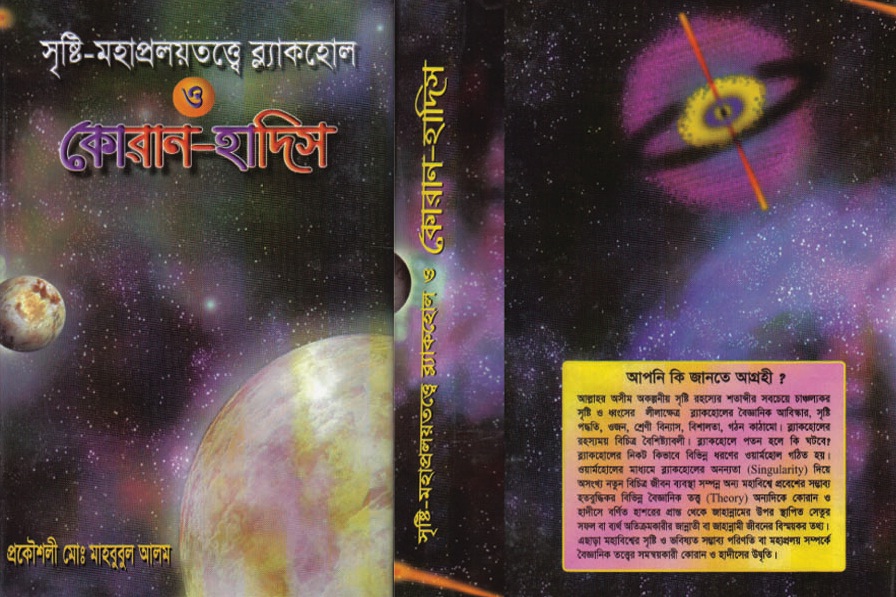 সৃষ্টি-মহাপ্রলয়তত্ত্বে ব্ল্যাকহোল
ও
কোরান-হাদিস
প্রকৌশলী মোঃ মাহবুবুল আলম
সৃষ্টি-মহাপ্রলয়তত্ত্বে ব্ল্যাকহোল ও কোরান-হাদিস
আপনি কি জানতে আগ্রহী ?
আল্লাহর অসীম অকল্পনীয় সৃষ্টি রহস্যের শতাব্দীর সবচেয়ে চাঞ্চল্যকর
সৃষ্টি ও ধ্বংসের লীলাক্ষেত্র ব্ল্যাকহোলের বৈজ্ঞানিক আবিষ্কার, সৃষ্টি
পদ্ধতি, ওজন, শ্রেণী বিন্যাস, বিশালতা, গঠন কাঠামো। ব্ল্যাকহোলের
রহস্যময় বিচিত্র বৈশিষ্ট্যাবলী। ব্ল্যাকহোলে পতন হলে কি ঘটবে?
ব্ল্যাকহোলের নিকট কিভাবে বিভিন্ন ধরণের ওয়ার্মহোল গঠিত হয়।
ওয়ার্মহোলের মাধ্যমে ব্ল্যাকহোলের অনন্যতা (Singularity) দিয়ে
অসংখ্য নতুন বিচিত্র জীবন ব্যবস্থা সম্পন্ন অন্য মহাবিশ্বে প্রবেশের সম্ভাব্য
হতবুদ্ধিকর বিভিন্ন বৈজ্ঞানিক তত্ত্ব (Theory) অন্যদিকে কোরান ও
হাদীসে বর্ণিত হাশরের প্রান্ত থেকে জাহান্নামের উপর স্থাপিত সেতুর
সফল বা ব্যর্থ অতিক্রমকারীর জান্নাতী বা জাহান্নামী জীবনের বিস্ময়কর তথ্য।
এছাড়া মহাবিশ্বের সৃষ্টি ও ভবিষ্যত সম্ভাব্য পরিণতি বা মহাপ্রলয় সম্পর্কে
বৈজ্ঞানিক তত্ত্বের সমন্বয়কারী কোরান ও হাদীসের উদ্ধৃতি।